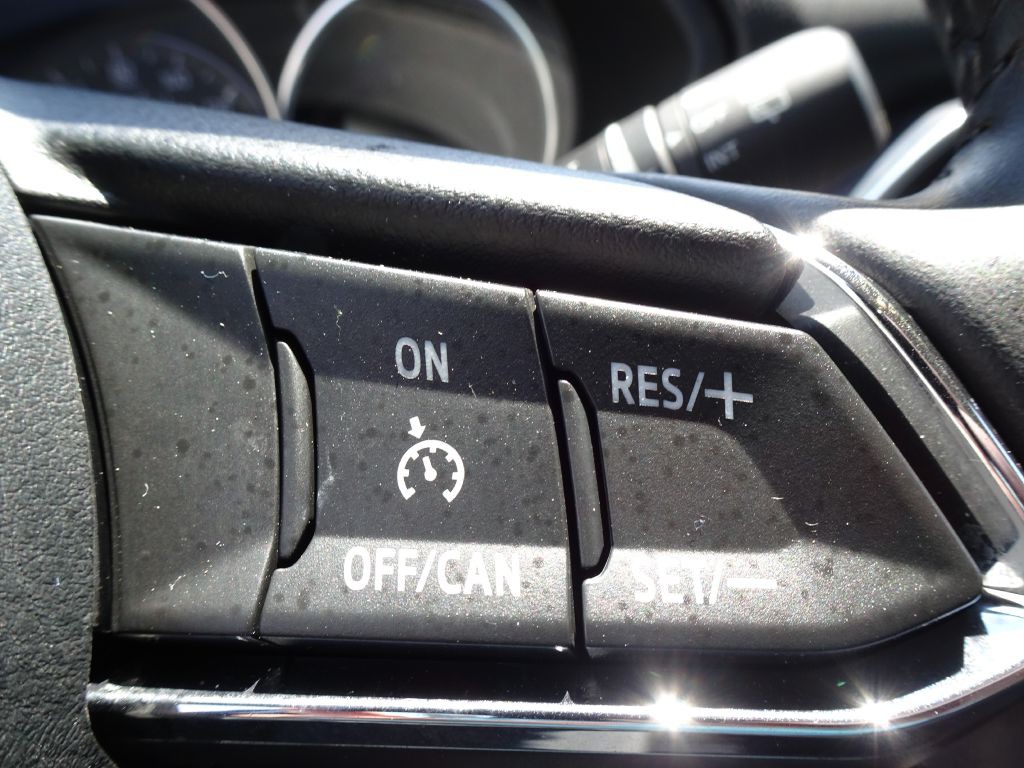 INT
ON
RES/+
OFF/CAN
SET/—